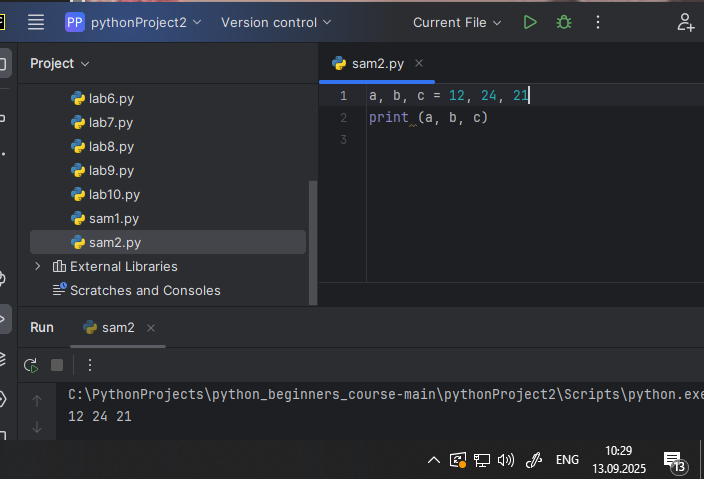 PP pythonProject2 Version control Current File
Project
sam2.py
lab6.py
lab7.py
lab8.py
lab9.py
lab10.py
sam1.py
sam2.py
External Libraries
Scratches and Consoles
1 a, b, c = 12, 24, 21
2 print (a, b, c)
3
Run sam2
C:\PythonProjects\python_beginners_course-main\pythonProject2\Scripts\python.exe
12 24 21
ENG
10:29
13.09.2025
13